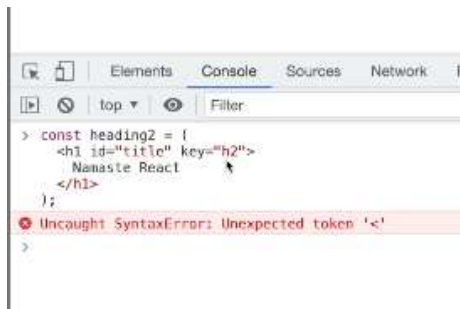 Elements Console Sources Network
top ▾ Filter
> const heading2 = (
<h1 id="title" key="h2">
Namaste React
</h1>
);
Uncaught SyntaxError: Unexpected token '<'
>